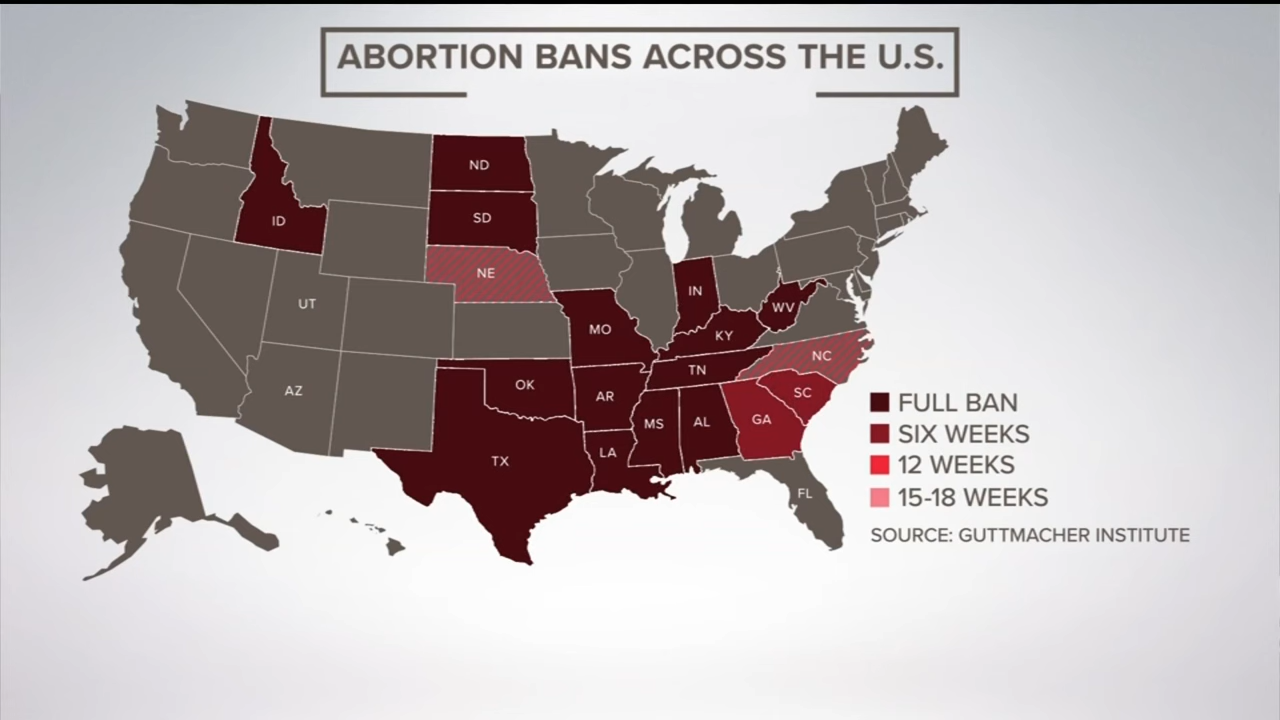 ABORTION BANS ACROSS THE U.S.
ND
ID
SD
NE
UT
IN
WV
MO
KY
NC
TN
AZ
OK
AR
SC
MS
AL
GA
TX
LA
FL
FULL BAN
SIX WEEKS
12 WEEKS
15-18 WEEKS
SOURCE: GUTTMACHER INSTITUTE